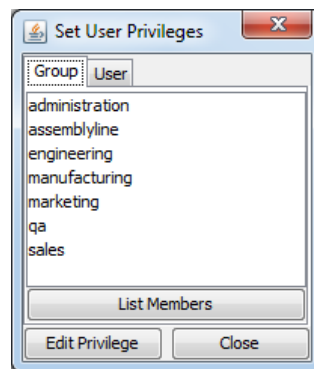 Set User Privileges
Group User
administration
assemblyline
engineering
manufacturing
marketing
qa
sales
List Members
Edit Privilege Close